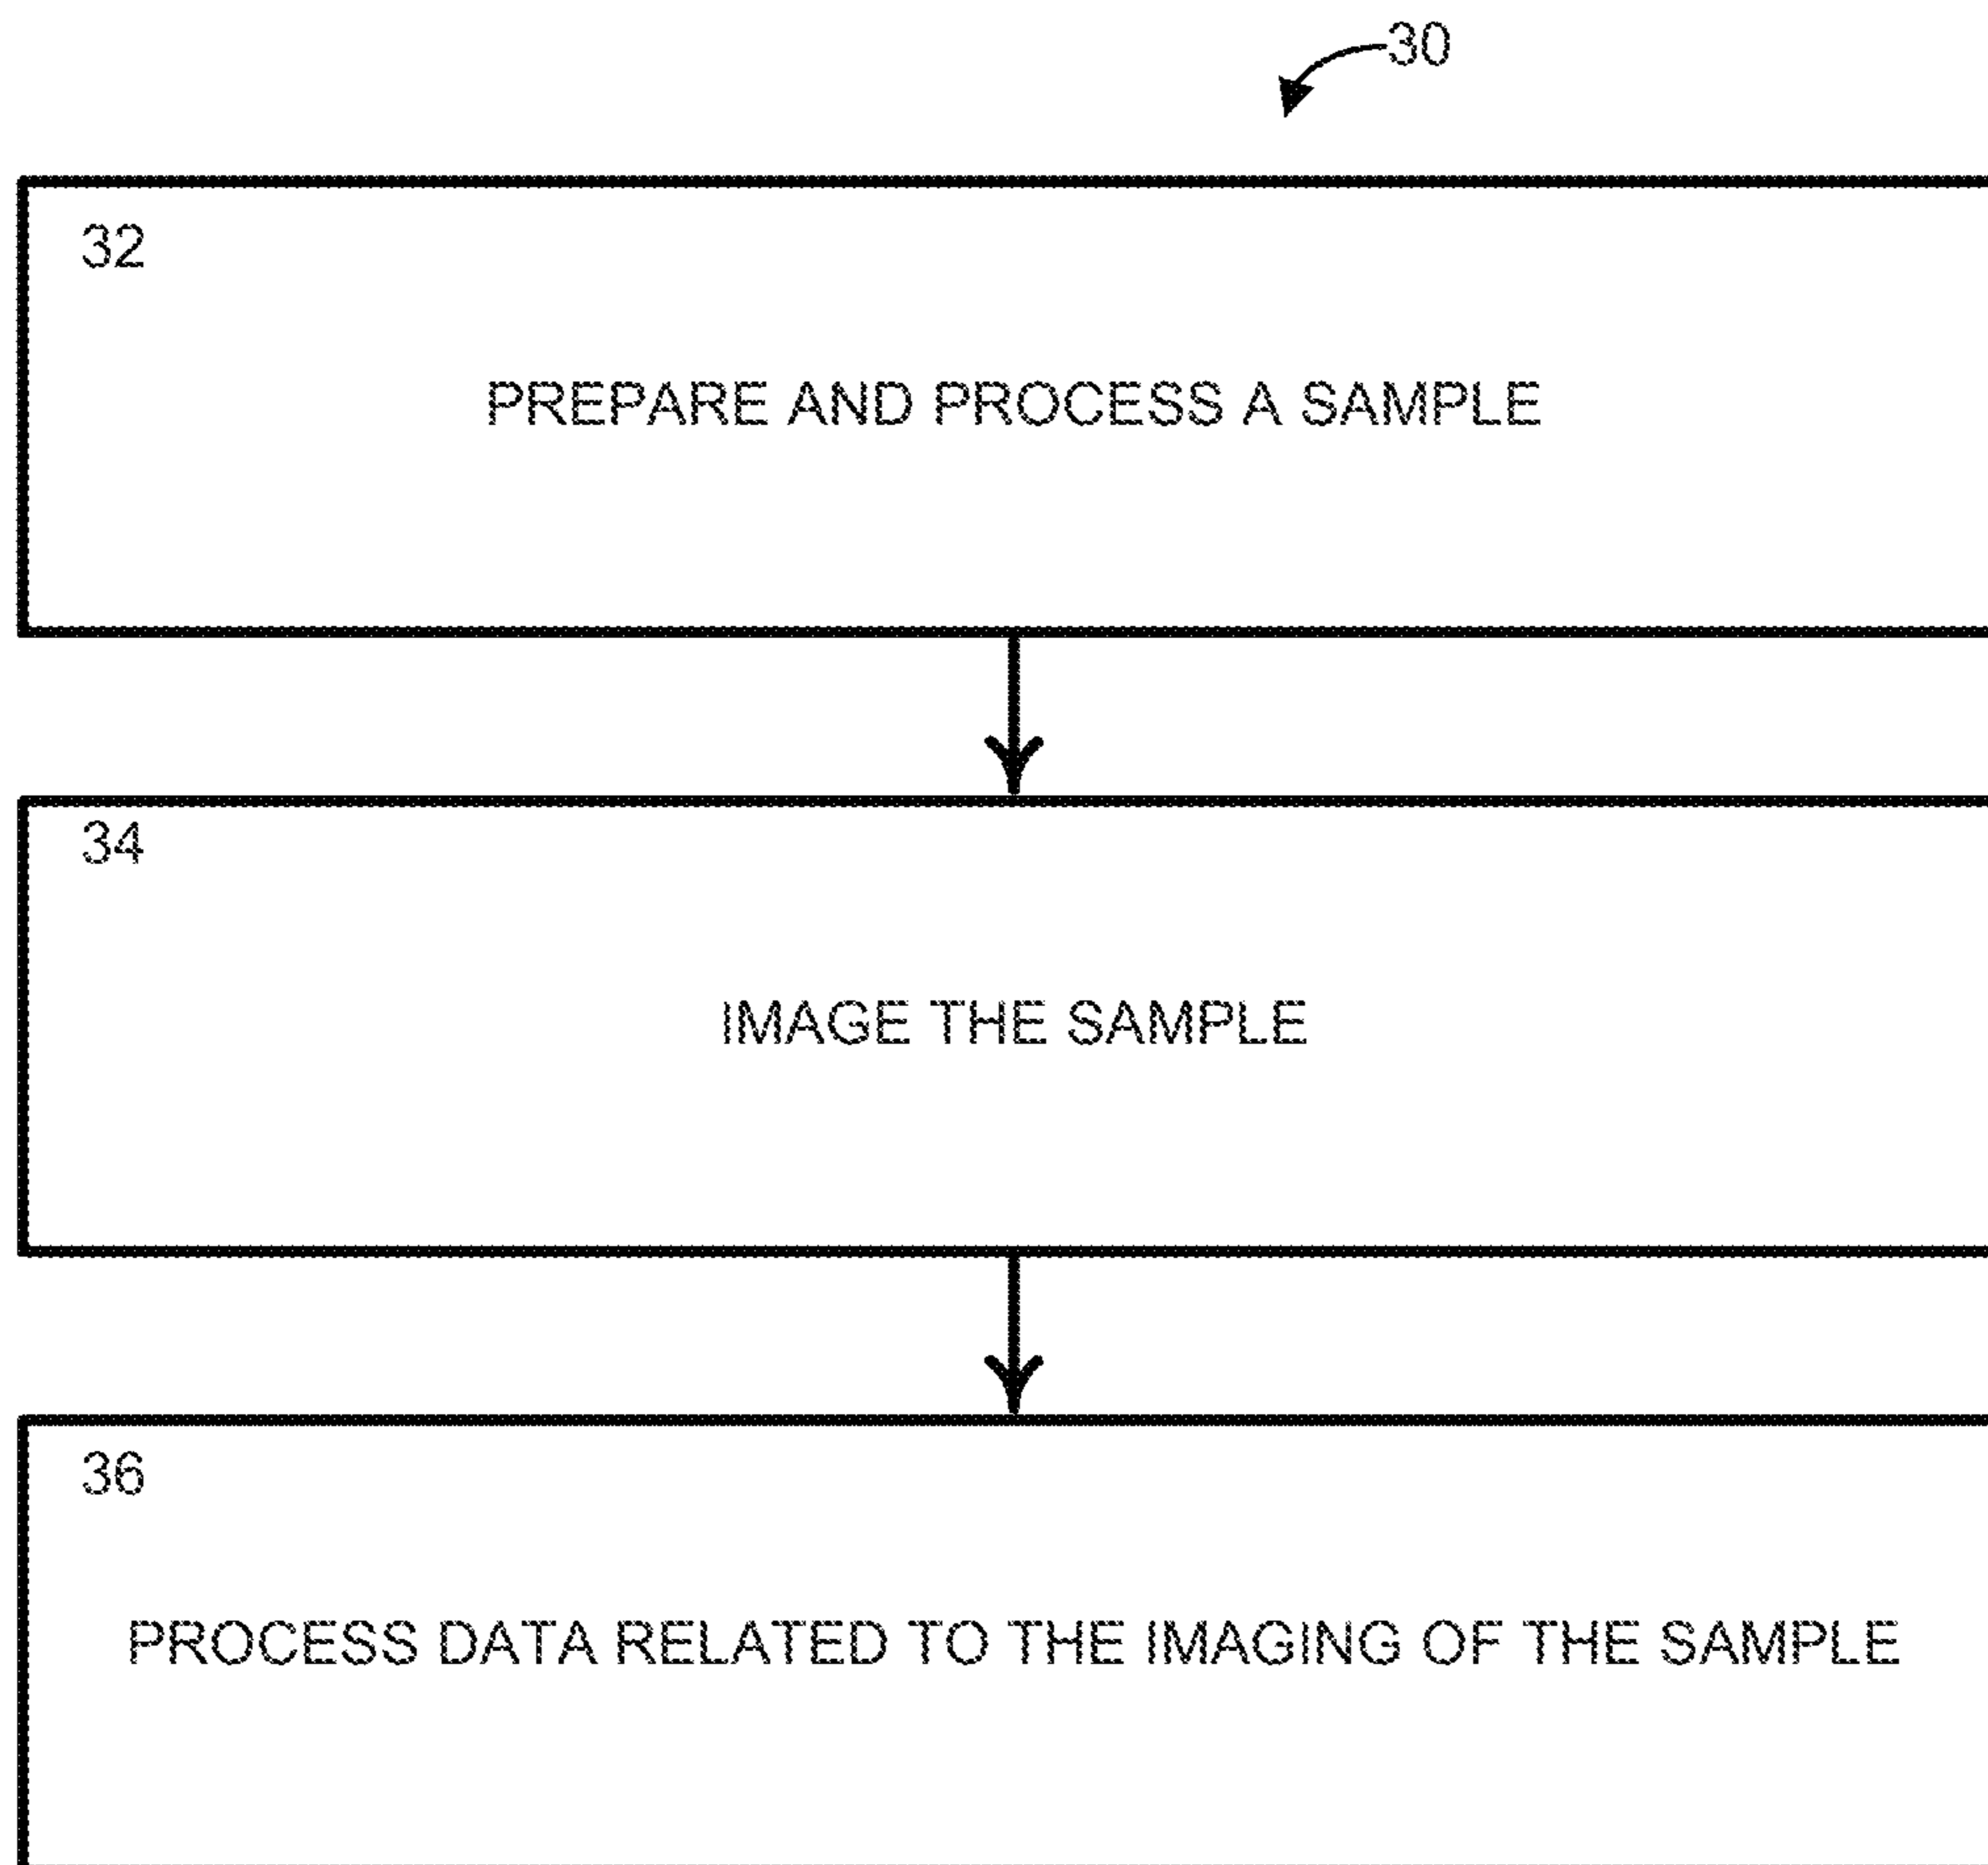 30
32
PREPARE AND PROCESS A SAMPLE
34
IMAGE THE SAMPLE
36
PROCESS DATA RELATED TO THE IMAGING OF THE SAMPLE